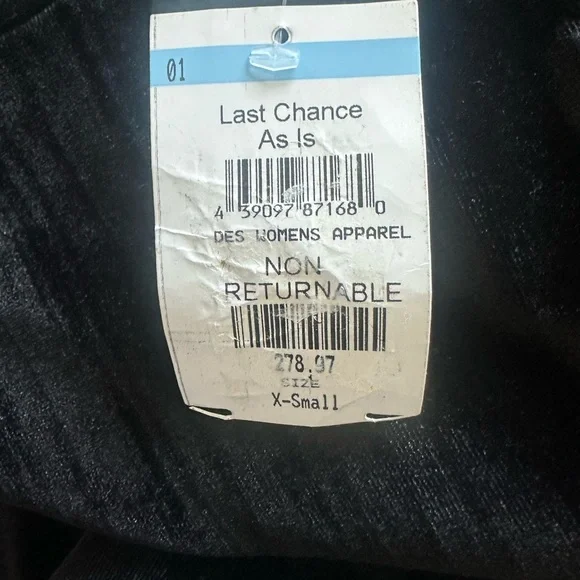 01
Last Chance
As Is
4 39097 87168 0
DES WOMENS APPAREL
NON
RETURNABLE
278.97
SIZE
X-Small